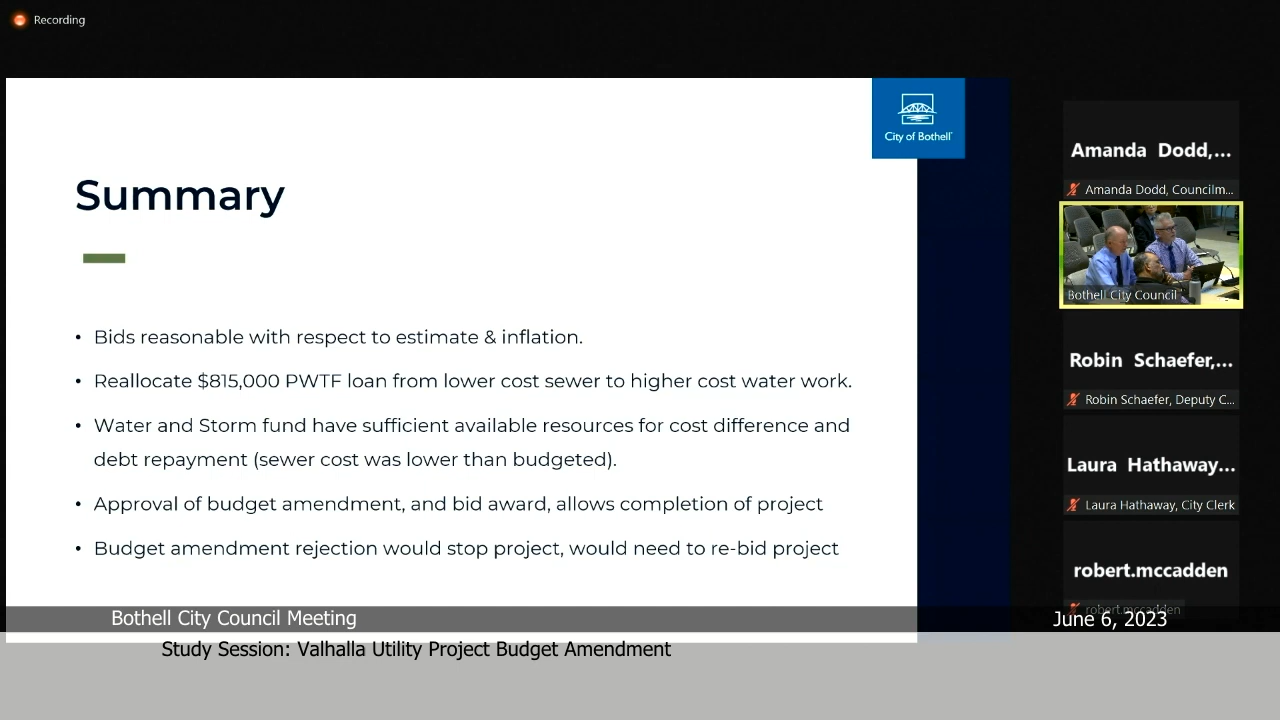 Recording
City of Bothell
Summary
• Bids reasonable with respect to estimate & inflation.
• Reallocate $815,000 PWTF loan from lower cost sewer to higher cost water work.
• Water and Storm fund have sufficient available resources for cost difference and
debt repayment (sewer cost was lower than budgeted).
• Approval of budget amendment, and bid award, allows completion of project
• Budget amendment rejection would stop project, would need to re-bid project
Amanda Dodd,...
Amanda Dodd, Councilm...
Bothell City Council
Robin Schaefer,...
Robin Schaefer, Deputy C...
Laura Hathaway...
Laura Hathaway, City Clerk
robert.mccadden
robert.mccadden
Bothell City Council Meeting
June 6, 2023
Study Session: Valhalla Utility Project Budget Amendment